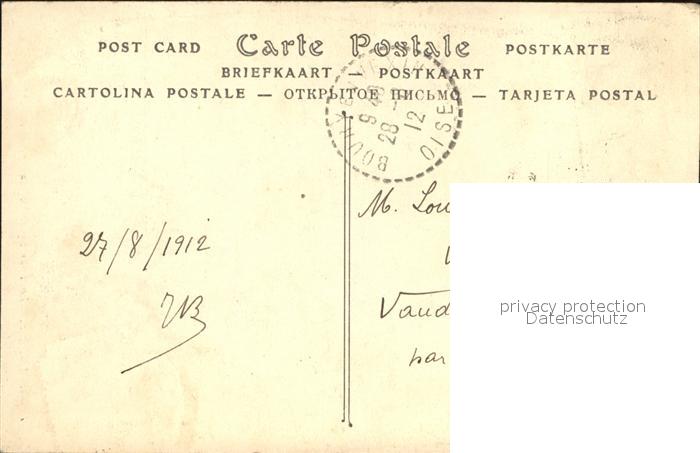 POST CARD Carte Postale POSTKARTE
BRIEFKAART — POSTKAART
CARTOLINA POSTALE — ОТКРЫТОЕ ПИСЬМО — TARJETA POSTAL
OISE
28
12
M. Lou
27/8/1912
Vaud
par
privacy protection
Datenschutz